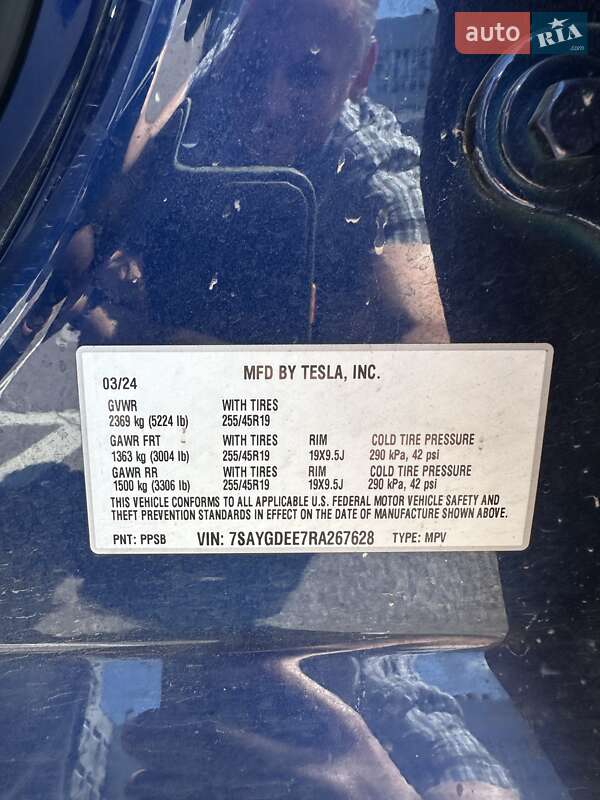 auto RIA .com
MFD BY TESLA, INC.
03/24
GVWR WITH TIRES
2369 kg (5224 lb) 255/45R19
GAWR FRT WITH TIRES RIM COLD TIRE PRESSURE
1363 kg (3004 lb) 255/45R19 19X9.5J 290 kPa, 42 psi
GAWR RR WITH TIRES RIM COLD TIRE PRESSURE
1500 kg (3306 lb) 255/45R19 19X9.5J 290 kPa, 42 psi
THIS VEHICLE CONFORMS TO ALL APPLICABLE U.S. FEDERAL MOTOR VEHICLE SAFETY AND
THEFT PREVENTION STANDARDS IN EFFECT ON THE DATE OF MANUFACTURE SHOWN ABOVE.
PNT: PPSB VIN: 7SAYGDEE7RA267628 TYPE: MPV